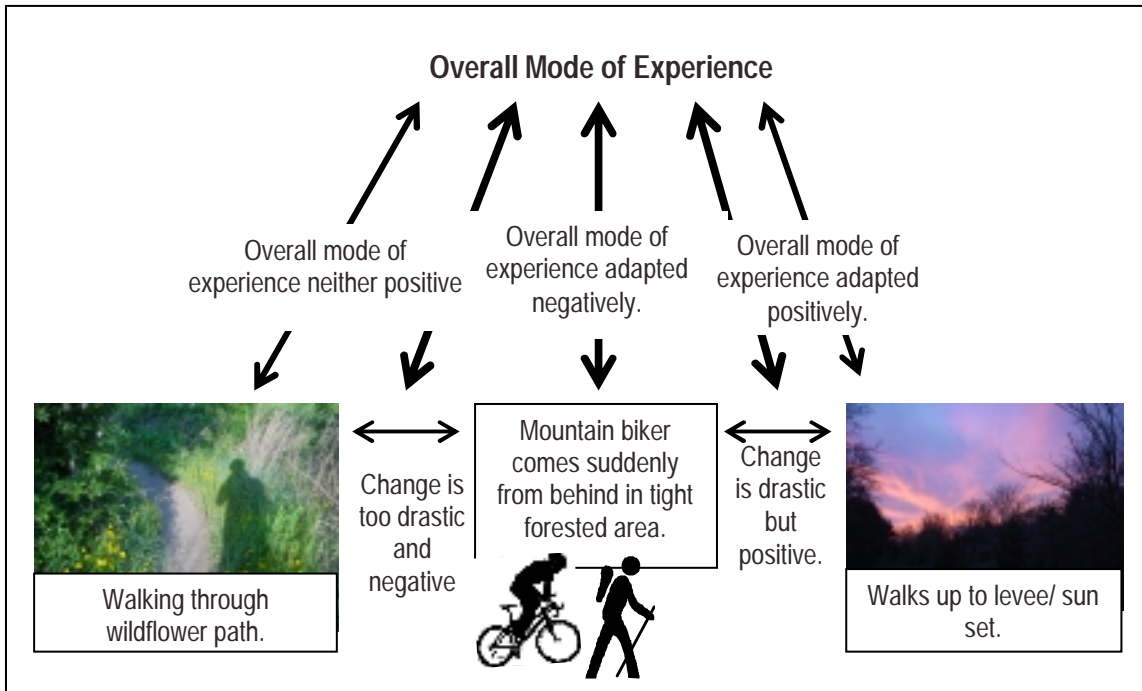 Overall Mode of Experience
Overall mode of
experience neither positive
Overall mode of
experience adapted
negatively.
Overall mode of
experience adapted
positively.
Change is
too drastic
and
negative
Mountain biker
comes suddenly
from behind in tight
forested area.
Change
is drastic
but
positive.
Walking through
wildflower path.
Walks up to levee/ sun
set.